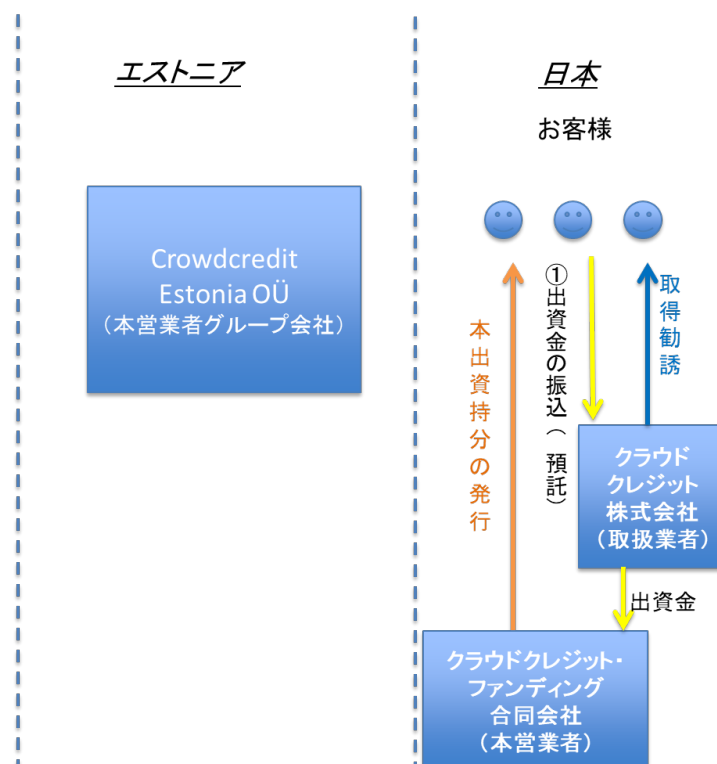 エストニア
日本
お客様
Crowdcredit
Estonia OÜ
（本営業者グループ会社）
本出資持分の発行
①出資金の振込（預託）
取得勧誘
クラウド
クレジット
株式会社
（取扱業者）
出資金
クラウドクレジット・
ファンディング
合同会社
（本営業者）